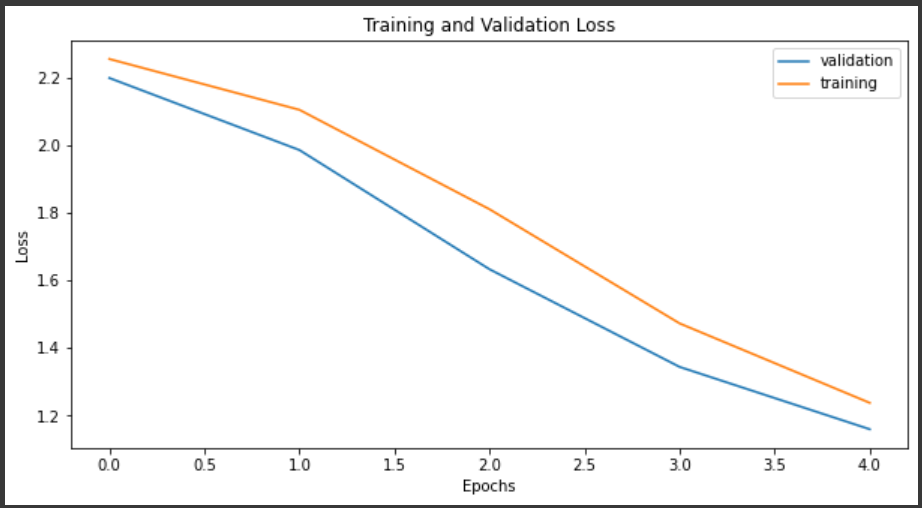 Training and Validation Loss
validation
training
2.2
2.0
1.8
1.6
1.4
1.2
Loss
0.0 0.5 1.0 1.5 2.0 2.5 3.0 3.5 4.0
Epochs